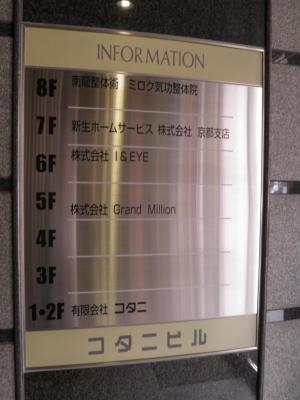 INFORMATION
8F 南龍整体術 ミロク気功整体院
7F 新生ホームサービス 株式会社 京都支店
6F 株式会社 I&EYE
5F 株式会社 Grand Million
4F
3F
1・2F 有限会社 コタニ
コタニビル